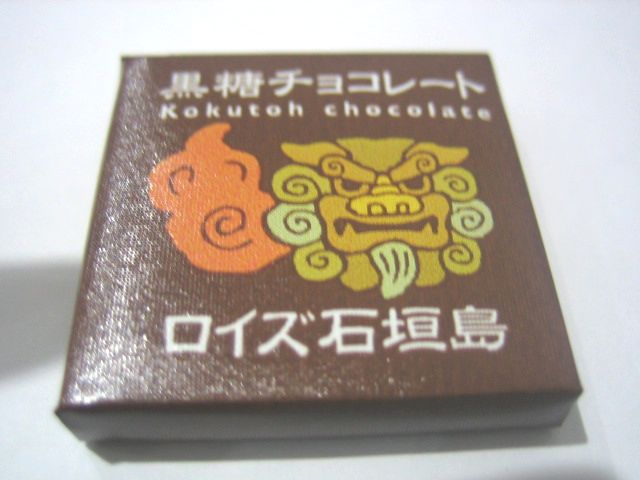 黒糖チョコレート
Kokutoh chocolate
ロイズ石垣島